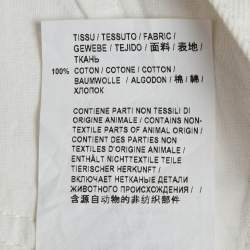 TISSU / TESSUTO / FABRIC /
GEWEBE / TEJIDO / 面料 / 表地 /
ТКАНЬ
100% COTON / COTONE / COTTON /
BAUMWOLLE / ALGODON / 棉/ 綿/
ХЛОПОК
CONTIENE PARTI NON TESSILI DI
ORIGINE ANIMALE / CONTAINS NON-
TEXTILE PARTS OF ANIMAL ORIGIN /
CONTIENT DES PARTIES NON
TEXTILES D'ORIGINE ANIMALE /
ENTHÄLT NICHTTEXTILE TEILE
TIERISCHER HERKUNFT /
ВКЛЮЧАЕТ НЕТКАНЫЕ ДЕТАЛИ
ЖИВОТНОГО ПРОИСХОЖДЕНИЯ /
含源自动物的非纺织部件 /